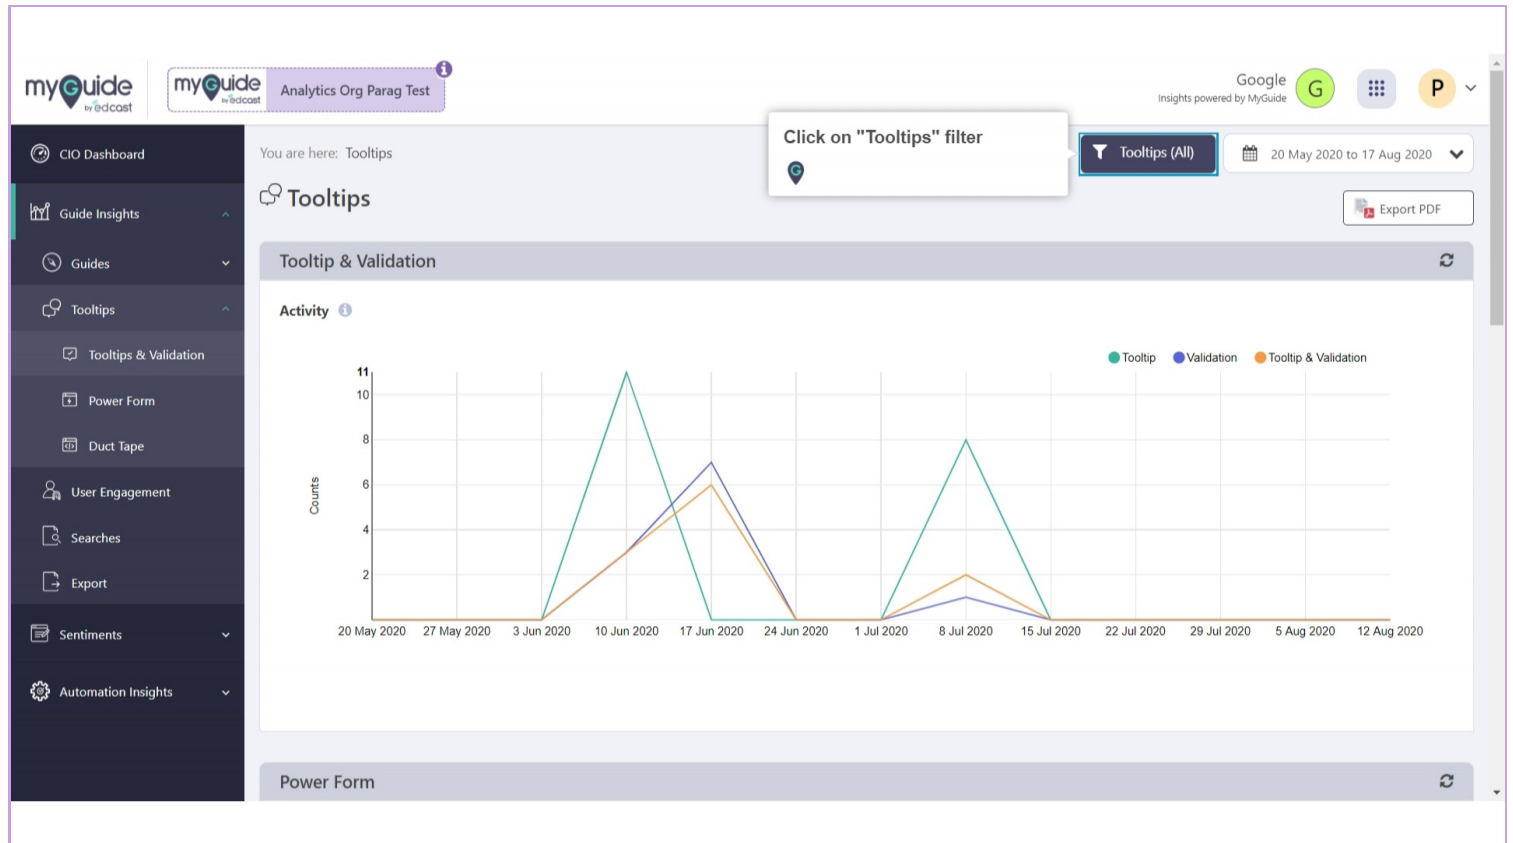 myGuide
by edcast
myGuide
by edcast
Analytics Org Parag Test
Google
Insights powered by MyGuide
G
P
CIO Dashboard
Guide Insights
Guides
Tooltips
Tooltips & Validation
Power Form
Duct Tape
User Engagement
Searches
Export
Sentiments
Automation Insights
You are here: Tooltips
Click on "Tooltips" filter
G
Tooltips (All)
20 May 2020 to 17 Aug 2020
Tooltips
Export PDF
Tooltip & Validation
Activity
Tooltip Validation Tooltip & Validation
11
10
8
6
4
2
Counts
20 May 2020 27 May 2020 3 Jun 2020 10 Jun 2020 17 Jun 2020 24 Jun 2020 1 Jul 2020 8 Jul 2020 15 Jul 2020 22 Jul 2020 29 Jul 2020 5 Aug 2020 12 Aug 2020
Power Form